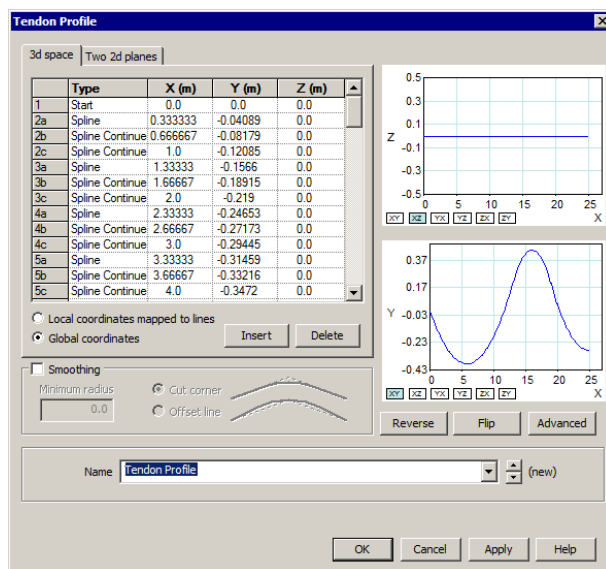 Tendon Profile
3d space Two 2d planes
Type X (m) Y (m) Z (m)
1 Start 0.0 0.0 0.0
2a Spline 0.333333 -0.04089 0.0
2b Spline Continue 0.666667 -0.08179 0.0
2c Spline Continue 1.0 -0.12085 0.0
3a Spline 1.33333 -0.1566 0.0
3b Spline Continue 1.66667 -0.18915 0.0
3c Spline Continue 2.0 -0.219 0.0
4a Spline 2.33333 -0.24653 0.0
4b Spline Continue 2.66667 -0.27173 0.0
4c Spline Continue 3.0 -0.29445 0.0
5a Spline 3.33333 -0.31459 0.0
5b Spline Continue 3.66667 -0.33216 0.0
5c Spline Continue 4.0 -0.3472 0.0
Local coordinates mapped to lines
Global coordinates
Insert Delete
Smoothing
Minimum radius
0.0
Cut corner
Offset line
0.5
0.3
0.1
Z
-0.1
-0.3
-0.5
0 5 10 15 20 25 X
XY XZ YX YZ ZX ZY
0.37
0.17
Y -0.03
-0.23
-0.43
0 5 10 15 20 25 X
XY XZ YX YZ ZX ZY
Reverse Flip Advanced
Name Tendon Profile (new)
OK Cancel Apply Help